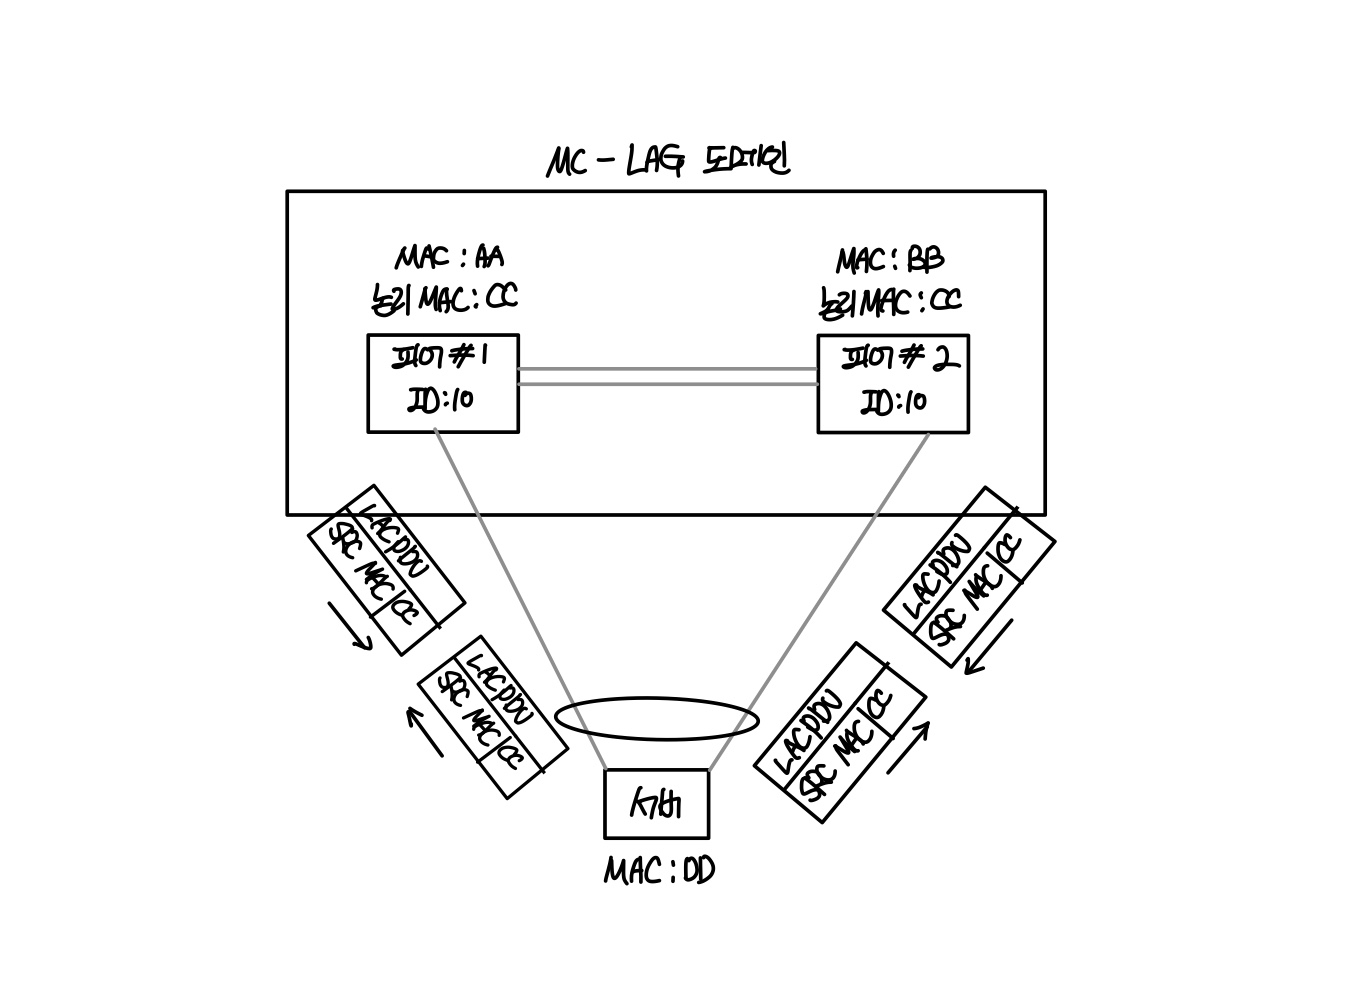 MC-LAG 도메인
MAC:AA
논리 MAC:CC
피어#1
ID:10
MAC:BB
논리 MAC:CC
피어#2
ID:10
LACPDU
SRC MAC CC
LACPDU
SRC MAC CC
LACPDU
SRC MAC CC
LACPDU
SRC MAC CC
서버
MAC:DD